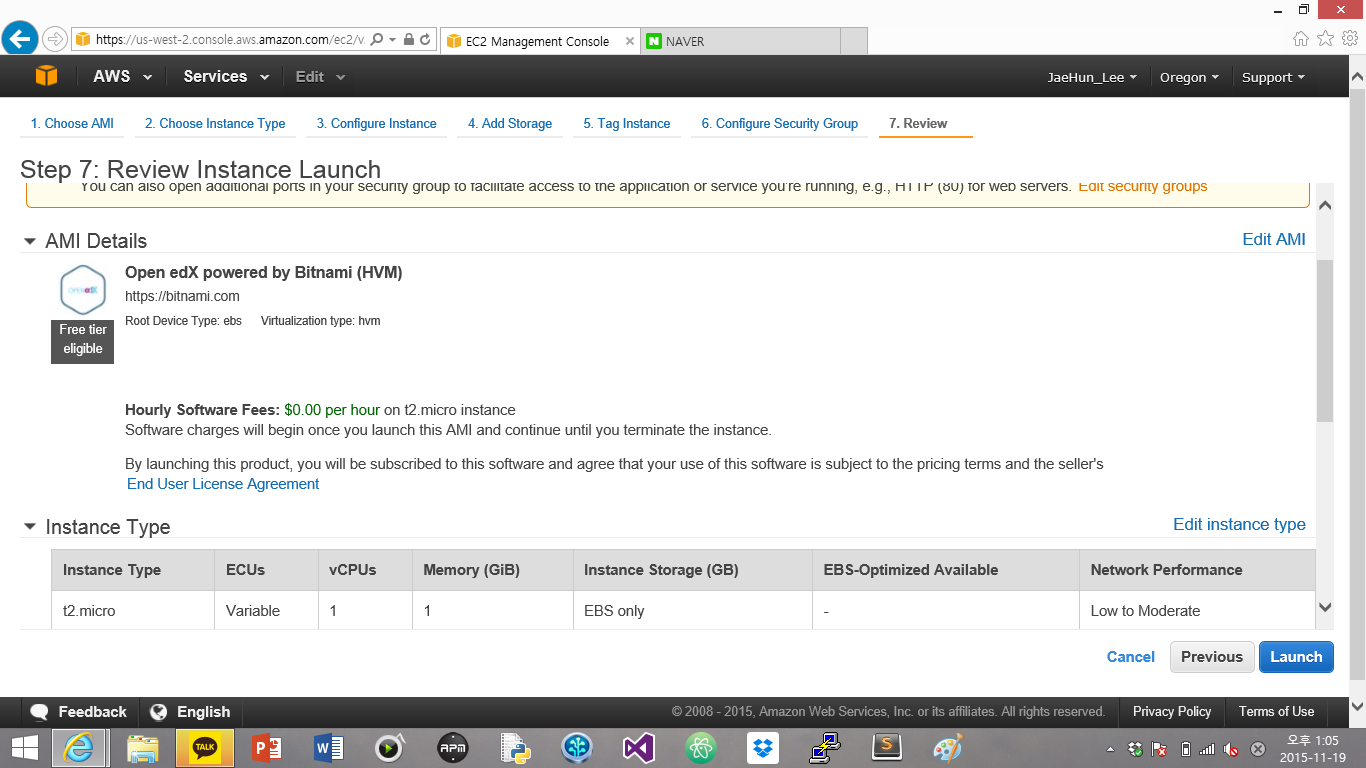 https://us-west-2.console.aws.amazon.com/ec2/v
EC2 Management Console
NAVER
AWS Services Edit JaeHun_Lee Oregon Support
1. Choose AMI 2. Choose Instance Type 3. Configure Instance 4. Add Storage 5. Tag Instance 6. Configure Security Group 7. Review
Step 7: Review Instance Launch
You can also open additional ports in your security group to facilitate access to the application or service you're running, e.g., HTTP (80) for web servers. Edit security groups
AMI Details Edit AMI
Open edX powered by Bitnami (HVM)
https://bitnami.com
Root Device Type: ebs Virtualization type: hvm
OPEN edX
Free tier
eligible
Hourly Software Fees: $0.00 per hour on t2.micro instance
Software charges will begin once you launch this AMI and continue until you terminate the instance.
By launching this product, you will be subscribed to this software and agree that your use of this software is subject to the pricing terms and the seller's
End User License Agreement
Instance Type Edit instance type
Instance Type ECUs vCPUs Memory (GiB) Instance Storage (GB) EBS-Optimized Available Network Performance
t2.micro Variable 1 1 EBS only - Low to Moderate
Cancel Previous Launch
Feedback English © 2008 - 2015, Amazon Web Services, Inc. or its affiliates. All rights reserved. Privacy Policy Terms of Use
TALK
APM
오후 1:05
2015-11-19